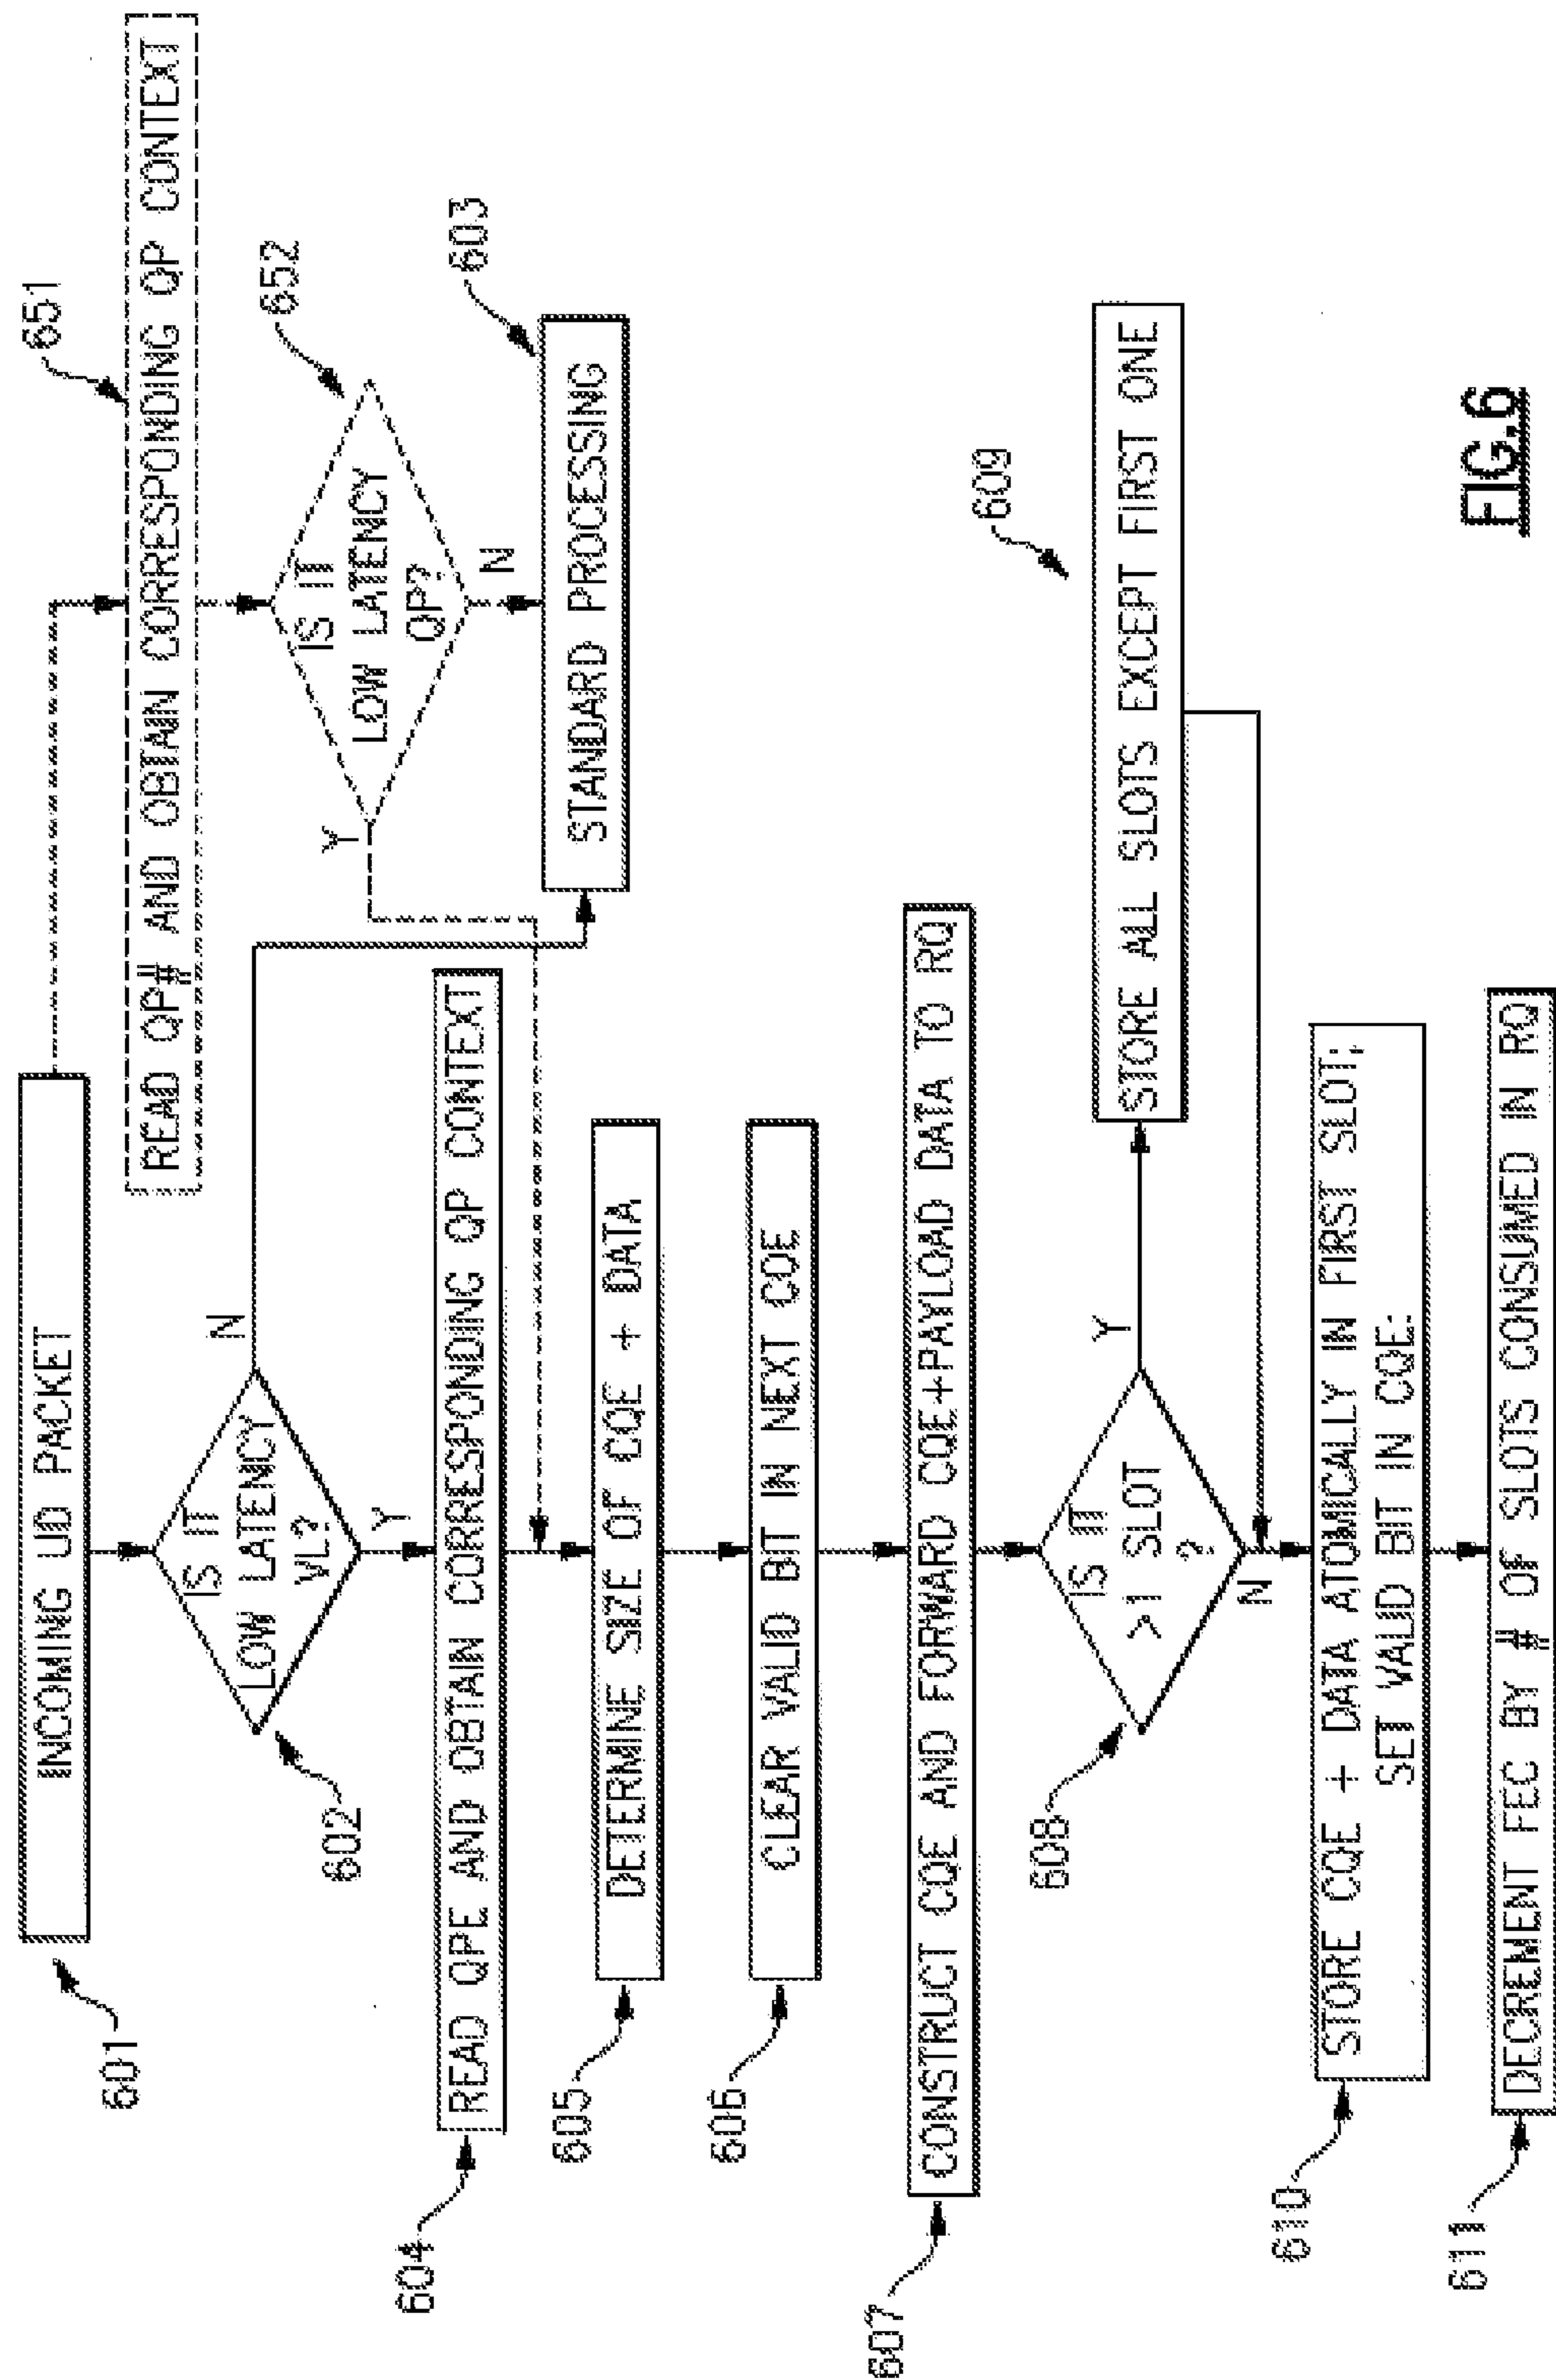 601
INCOMING UD PACKET
651
READ QP# AND OBTAIN CORRESPONDING QP CONTEXT
602
IS IT
LOW LATENCY
VL?
N
Y
652
IS IT
LOW LATENCY
QP?
Y
N
603
STANDARD PROCESSING
604
READ QPE AND OBTAIN CORRESPONDING QP CONTEXT
605
DETERMINE SIZE OF CQE + DATA
606
CLEAR VALID BIT IN NEXT CQE
607
CONSTRUCT CQE AND FORWARD CQE+PAYLOAD DATA TO RQ
608
IS IT
>1 SLOT
?
Y
N
609
STORE ALL SLOTS EXCEPT FIRST ONE
610
STORE CQE + DATA ATOMICALLY IN FIRST SLOT;
SET VALID BIT IN CQE:
611
DECREMENT FEC BY # OF SLOTS CONSUMED IN RQ
FIG.6